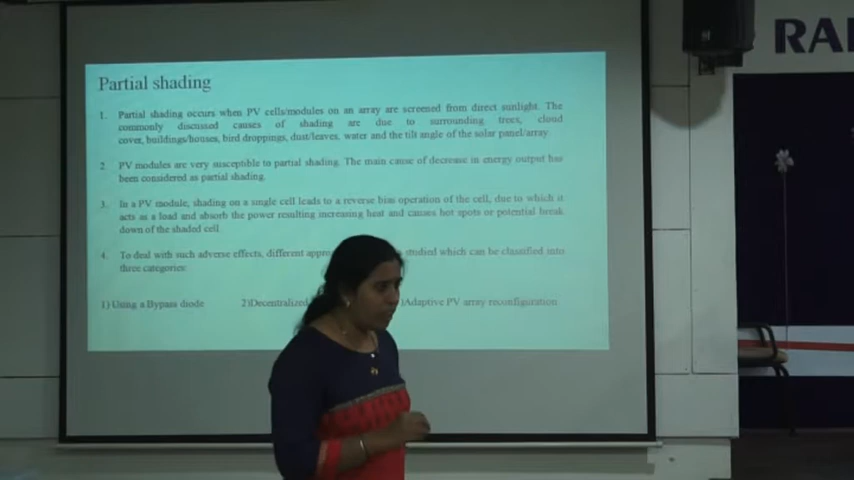 RA
Partial shading
1. Partial shading occurs when PV cells/modules on an array are screened from direct sunlight. The
commonly discussed causes of shading are due to surrounding trees, cloud
cover, buildings/houses, bird droppings, dust/leaves, water and the tilt angle of the solar panel/array.
2. PV modules are very susceptible to partial shading. The main cause of decrease in energy output has
been considered as partial shading.
3. In a PV module, shading on a single cell leads to a reverse bias operation of the cell, due to which it
acts as a load and absorb the power resulting increasing heat and causes hot spots or potential break
down of the shaded cell
4. To deal with such adverse effects, different appro studied which can be classified into
three categories:
1) Using a Bypass diode 2)Decentralized )Adaptive PV array reconfiguration